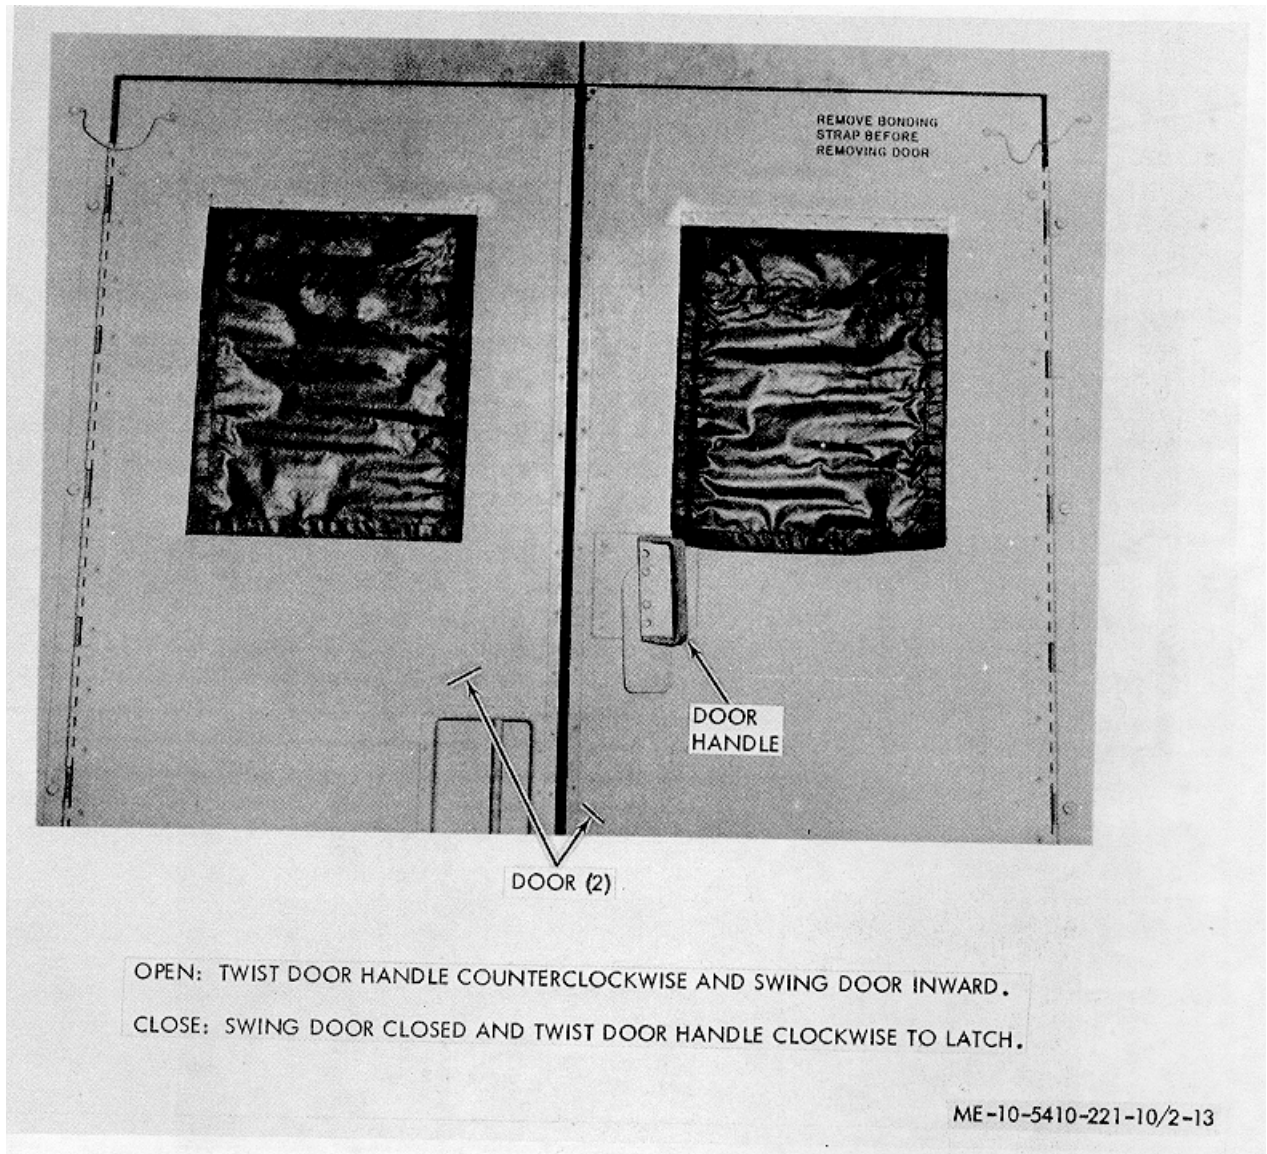 REMOVE BONDING
STRAP BEFORE
REMOVING DOOR
DOOR
HANDLE
DOOR (2)
OPEN: TWIST DOOR HANDLE COUNTERCLOCKWISE AND SWING DOOR INWARD.
CLOSE: SWING DOOR CLOSED AND TWIST DOOR HANDLE CLOCKWISE TO LATCH.
ME-10-5410-221-10/2-13